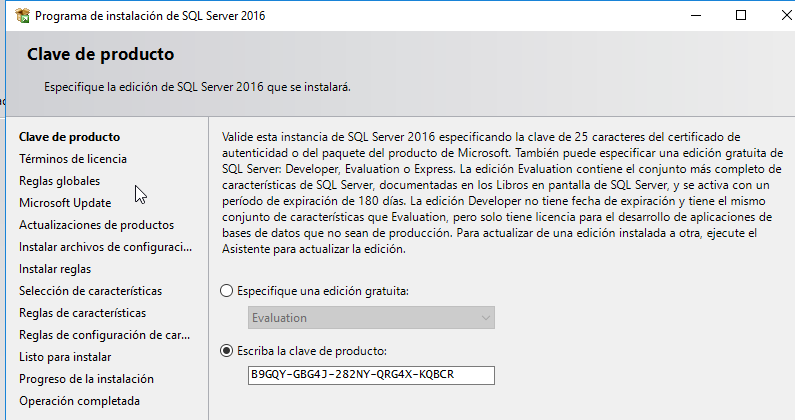 Programa de instalación de SQL Server 2016
Clave de producto
Especifique la edición de SQL Server 2016 que se instalará.
Clave de producto
Términos de licencia
Reglas globales
Microsoft Update
Actualizaciones de productos
Instalar archivos de configuraci...
Instalar reglas
Selección de características
Reglas de características
Reglas de configuración de car...
Listo para instalar
Progreso de la instalación
Operación completada
Valide esta instancia de SQL Server 2016 especificando la clave de 25 caracteres del certificado de
autenticidad o del paquete del producto de Microsoft. También puede especificar una edición gratuita de
SQL Server: Developer, Evaluation o Express. La edición Evaluation contiene el conjunto más completo de
características de SQL Server, documentadas en los Libros en pantalla de SQL Server, y se activa con un
período de expiración de 180 días. La edición Developer no tiene fecha de expiración y tiene el mismo
conjunto de características que Evaluation, pero solo tiene licencia para el desarrollo de aplicaciones de
bases de datos que no sean de producción. Para actualizar de una edición instalada a otra, ejecute el
Asistente para actualizar la edición.
Especifique una edición gratuita:
Evaluation
Escriba la clave de producto:
B9GQY-GBG4J-282NY-QRG4X-KQBCR